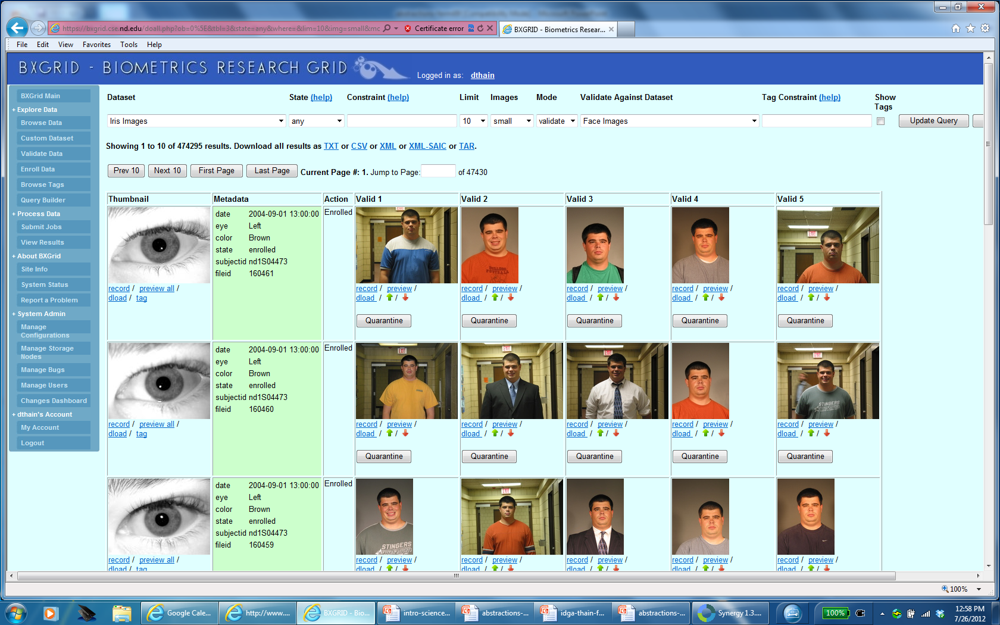 https://bxgrid.cse.nd.edu/doall.php?ob=0%5E&tbl=3&state=any&where=&lim=10&img=small&mc
Certificate error
BXGRID - Biometrics Resear...
File Edit View Favorites Tools Help
BXGRID - BIOMETRICS RESEARCH GRID
Logged in as: dthain
BXGrid Main
+ Explore Data
Browse Data
Custom Dataset
Validate Data
Enroll Data
Browse Tags
Query Builder
+ Process Data
Submit Jobs
View Results
+ About BXGrid
Site Info
System Status
Report a Problem
+ System Admin
Manage
Configurations
Manage Storage
Nodes
Manage Bugs
Manage Users
Changes Dashboard
+ dthain's Account
My Account
Logout
Dataset State (help) Constraint (help) Limit Images Mode Validate Against Dataset Tag Constraint (help) Show
Tags
Iris Images any 10 small validate Face Images Update Query
Showing 1 to 10 of 474295 results. Download all results as TXT or CSV or XML or XML-SAIC or TAR.
Prev 10 Next 10 First Page Last Page Current Page #: 1. Jump to Page: of 47430
Thumbnail Metadata Action Valid 1 Valid 2 Valid 3 Valid 4 Valid 5
date 2004-09-01 13:00:00 Enrolled
eye Left
color Brown
state enrolled
subjectid nd1S04473
fileid 160461
record / preview all / record / preview / record / preview / record / preview / record / preview / record / preview /
dload / tag dload / / dload / / dload / / dload / / dload / /
Quarantine Quarantine Quarantine Quarantine Quarantine
date 2004-09-01 13:00:00 Enrolled
eye Left
color Brown
state enrolled
subjectid nd1S04473
fileid 160460
EXIT EXIT EXIT EXIT
STINGERS
record / preview all / record / preview / record / preview / record / preview / record / preview / record / preview /
dload / tag dload / / dload / / dload / / dload / / dload / /
Quarantine Quarantine Quarantine Quarantine Quarantine
date 2004-09-01 13:00:00 Enrolled
eye Left
color Brown
state enrolled
subjectid nd1S04473
fileid 160459
STINGERS
record / preview all / record / preview / record / preview / record / preview / record / preview / record / preview /
dload / tag dload / / dload / / dload / / dload / / dload / /
100%
Google Cale... http://www.... BXGRID - Bio... intro-science... abstractions-... idga-thain-f... abstractions-... Synergy 1.3.... 100%
12:58 PM
7/26/2012